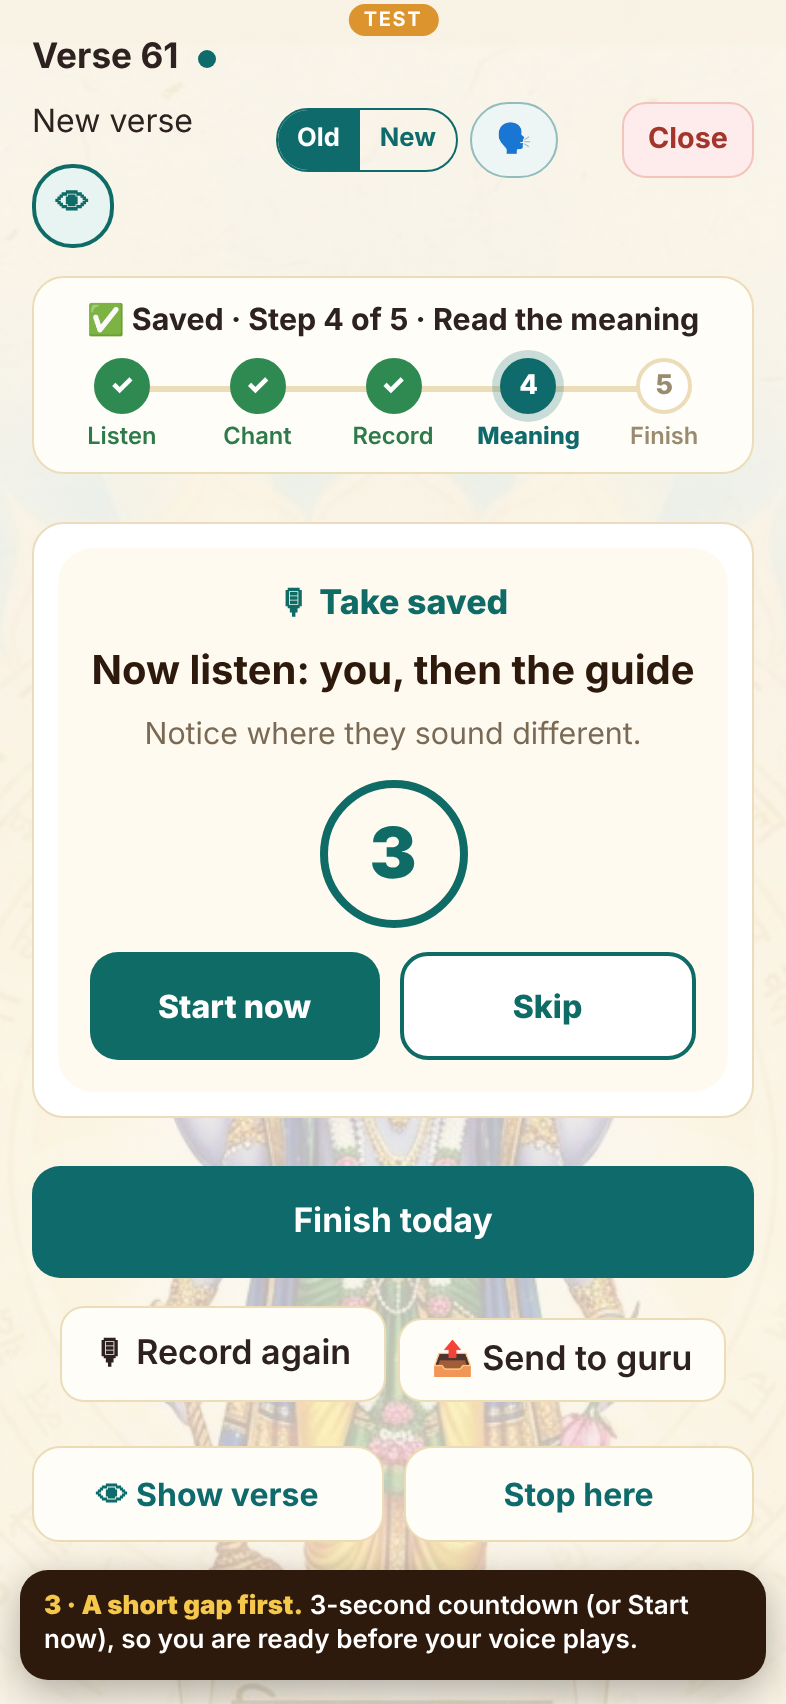 TEST
Verse 61
New verse
Old New
Close
✅ Saved · Step 4 of 5 · Read the meaning
4 5
Listen Chant Record Meaning Finish
🎙 Take saved
Now listen: you, then the guide
Notice where they sound different.
3
Start now Skip
Finish today
🎙 Record again 📤 Send to guru
👁 Show verse Stop here
3 · A short gap first. 3-second countdown (or Start
now), so you are ready before your voice plays.